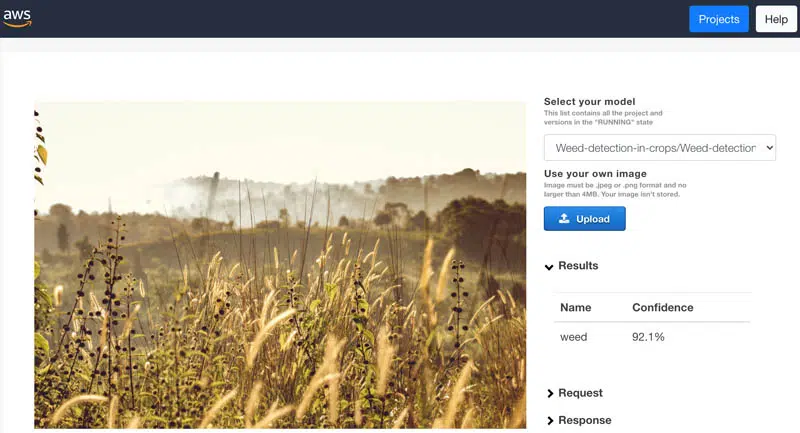 aws
Projects
Help
Select your model
This list contains all the project and
versions in the "RUNNING" state
Weed-detection-in-crops/Weed-detection
Use your own image
Image must be .jpeg or .png format and no
larger than 4MB. Your image isn't stored.
Upload
Results
Name Confidence
weed 92.1%
Request
Response